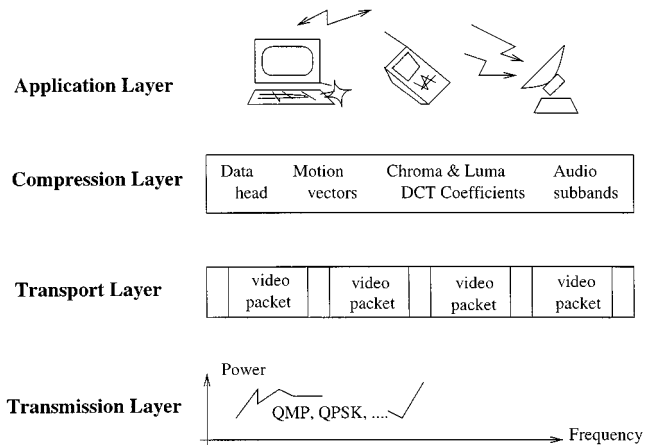 Application Layer
Compression Layer
Data head
Motion vectors
Chroma & Luma DCT Coefficients
Audio subbands
Transport Layer
video packet
video packet
video packet
video packet
Transmission Layer
Power
QMP, QPSK, ....
Frequency